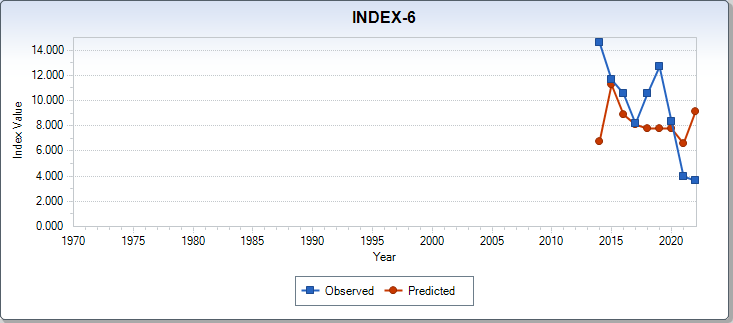 INDEX-6
14.000
12.000
10.000
8.000
6.000
4.000
2.000
0.000
Index Value
1970 1975 1980 1985 1990 1995 2000 2005 2010 2015 2020
Year
Observed Predicted